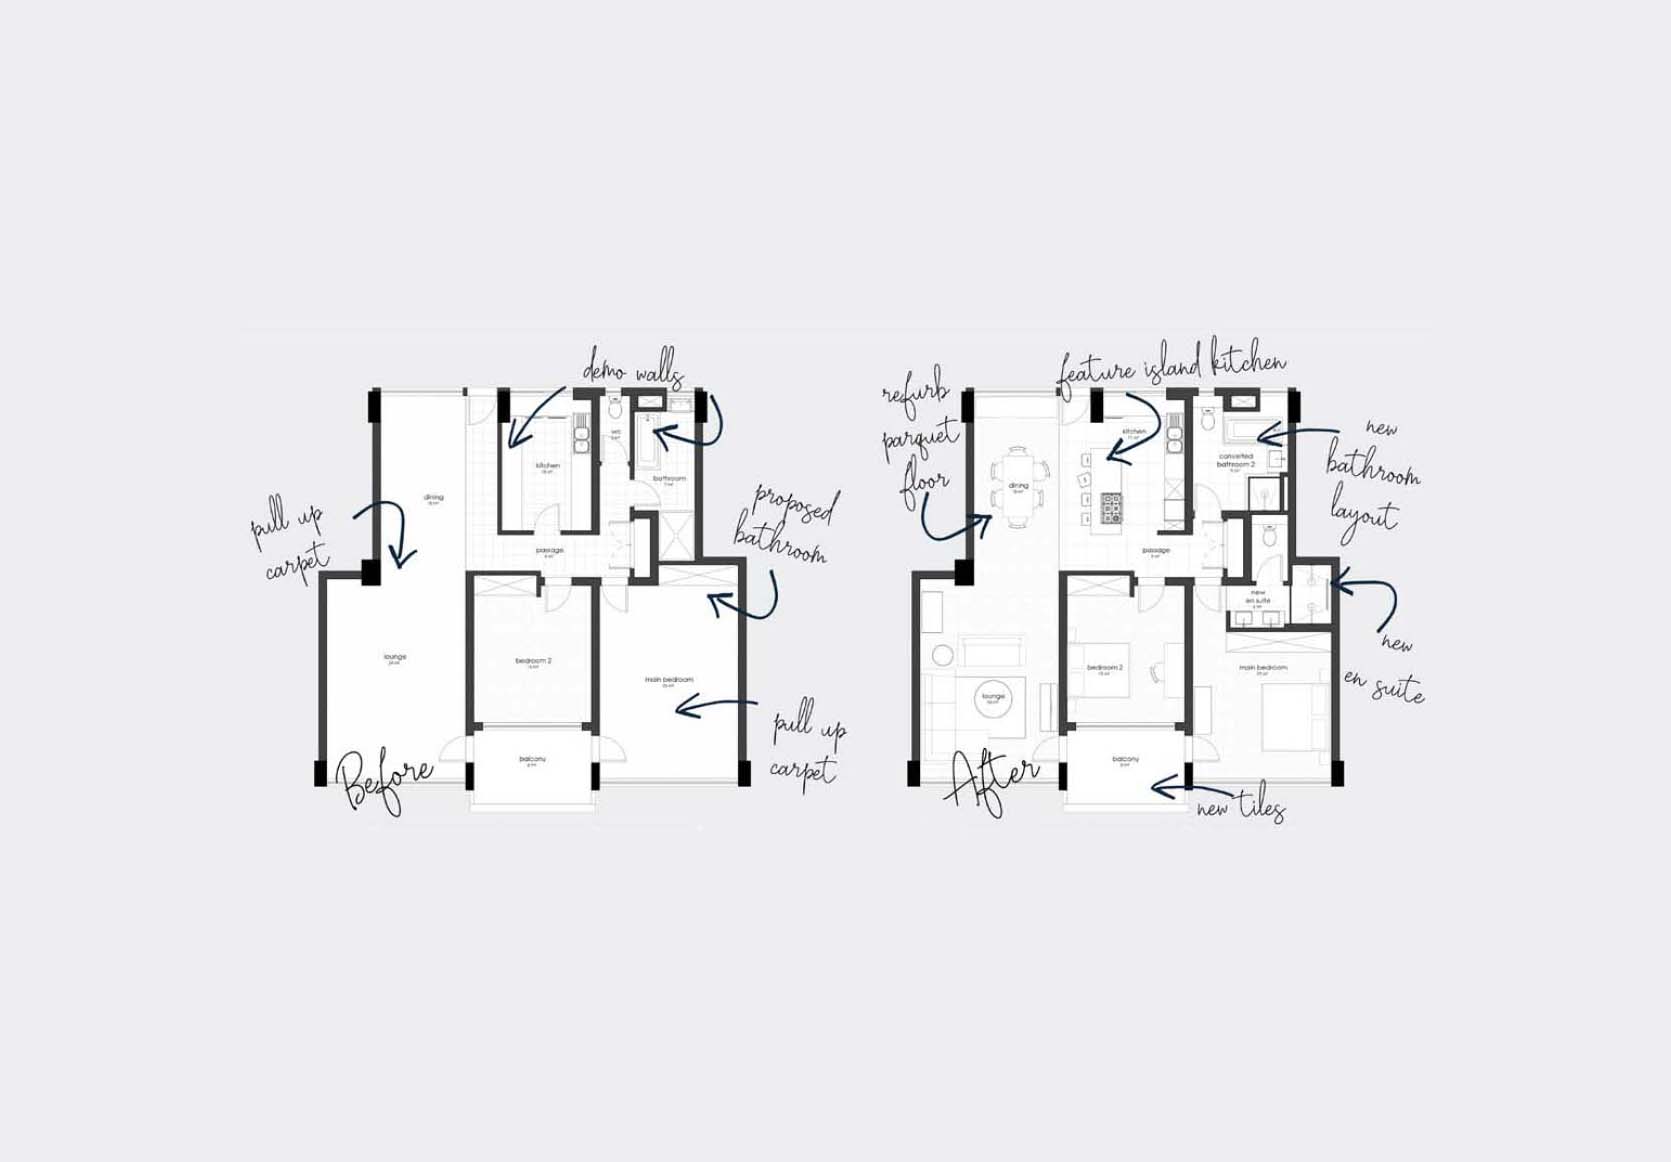 demo walls
pull up
carpet
proposed
bathroom
pull up
carpet
dining
kitchen
wc
bathroom
passage
lounge
bedroom 2
main bedroom
balcony
Before
refurb
parquet
floor
feature island kitchen
new
bathroom
layout
new
en suite
new tiles
kitchen
dining
converted
bathroom 2
passage
new
en suite
lounge
bedroom 2
main bedroom
balcony
After